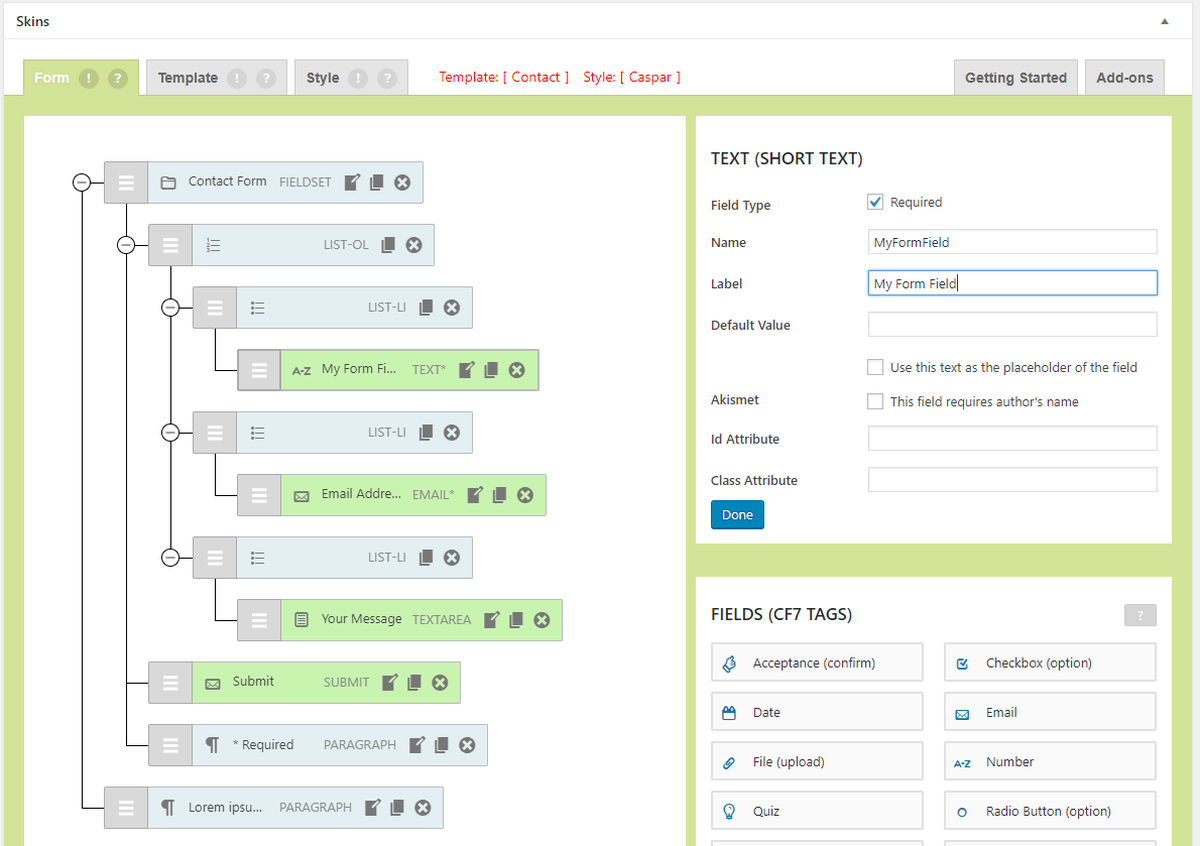 Skins
Form ! ? Template ! ? Style ! ? Template: [ Contact ] Style: [ Caspar ] Getting Started Add-ons
Contact Form FIELDSET
LIST-OL
LIST-LI
A-Z My Form Fi... TEXT*
LIST-LI
Email Addre... EMAIL*
LIST-LI
Your Message TEXTAREA
Submit SUBMIT
¶ * Required PARAGRAPH
¶ Lorem ipsu... PARAGRAPH
TEXT (SHORT TEXT)
Field Type Required
Name MyFormField
Label My Form Field
Default Value
Use this text as the placeholder of the field
Akismet This field requires author's name
Id Attribute
Class Attribute
Done
FIELDS (CF7 TAGS) ?
Acceptance (confirm) Checkbox (option)
Date Email
File (upload) A-Z Number
Quiz Radio Button (option)